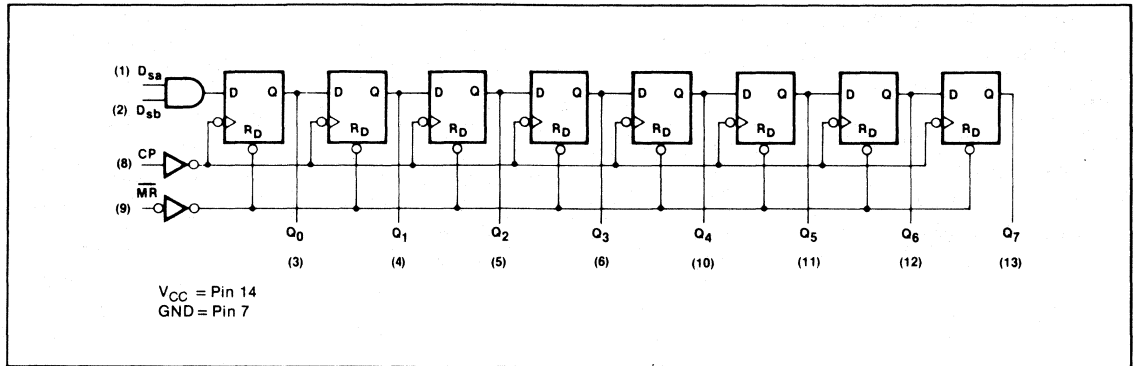 (1) Dsa
(2) Dsb
D Q D Q D Q D Q D Q D Q D Q D Q
RD RD RD RD RD RD RD RD
(8) CP
(9) MR
Q0 Q1 Q2 Q3 Q4 Q5 Q6 Q7
(3) (4) (5) (6) (10) (11) (12) (13)
VCC = Pin 14
GND = Pin 7